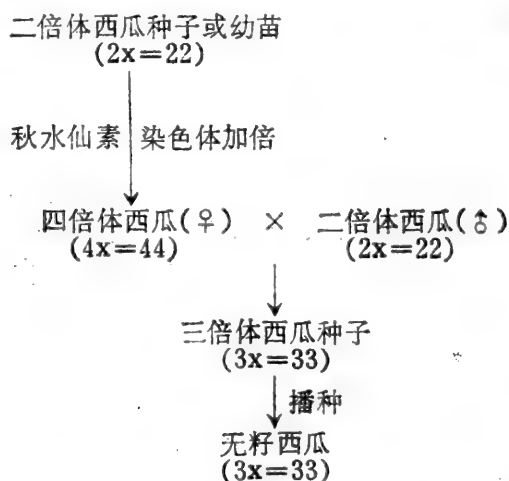 二倍体西瓜种子或幼苗
(2x=22)
秋水仙素 染色体加倍
四倍体西瓜(♀) × 二倍体西瓜(♂)
(4x=44) (2x=22)
三倍体西瓜种子
(3x=33)
播种
无籽西瓜
(3x=33)